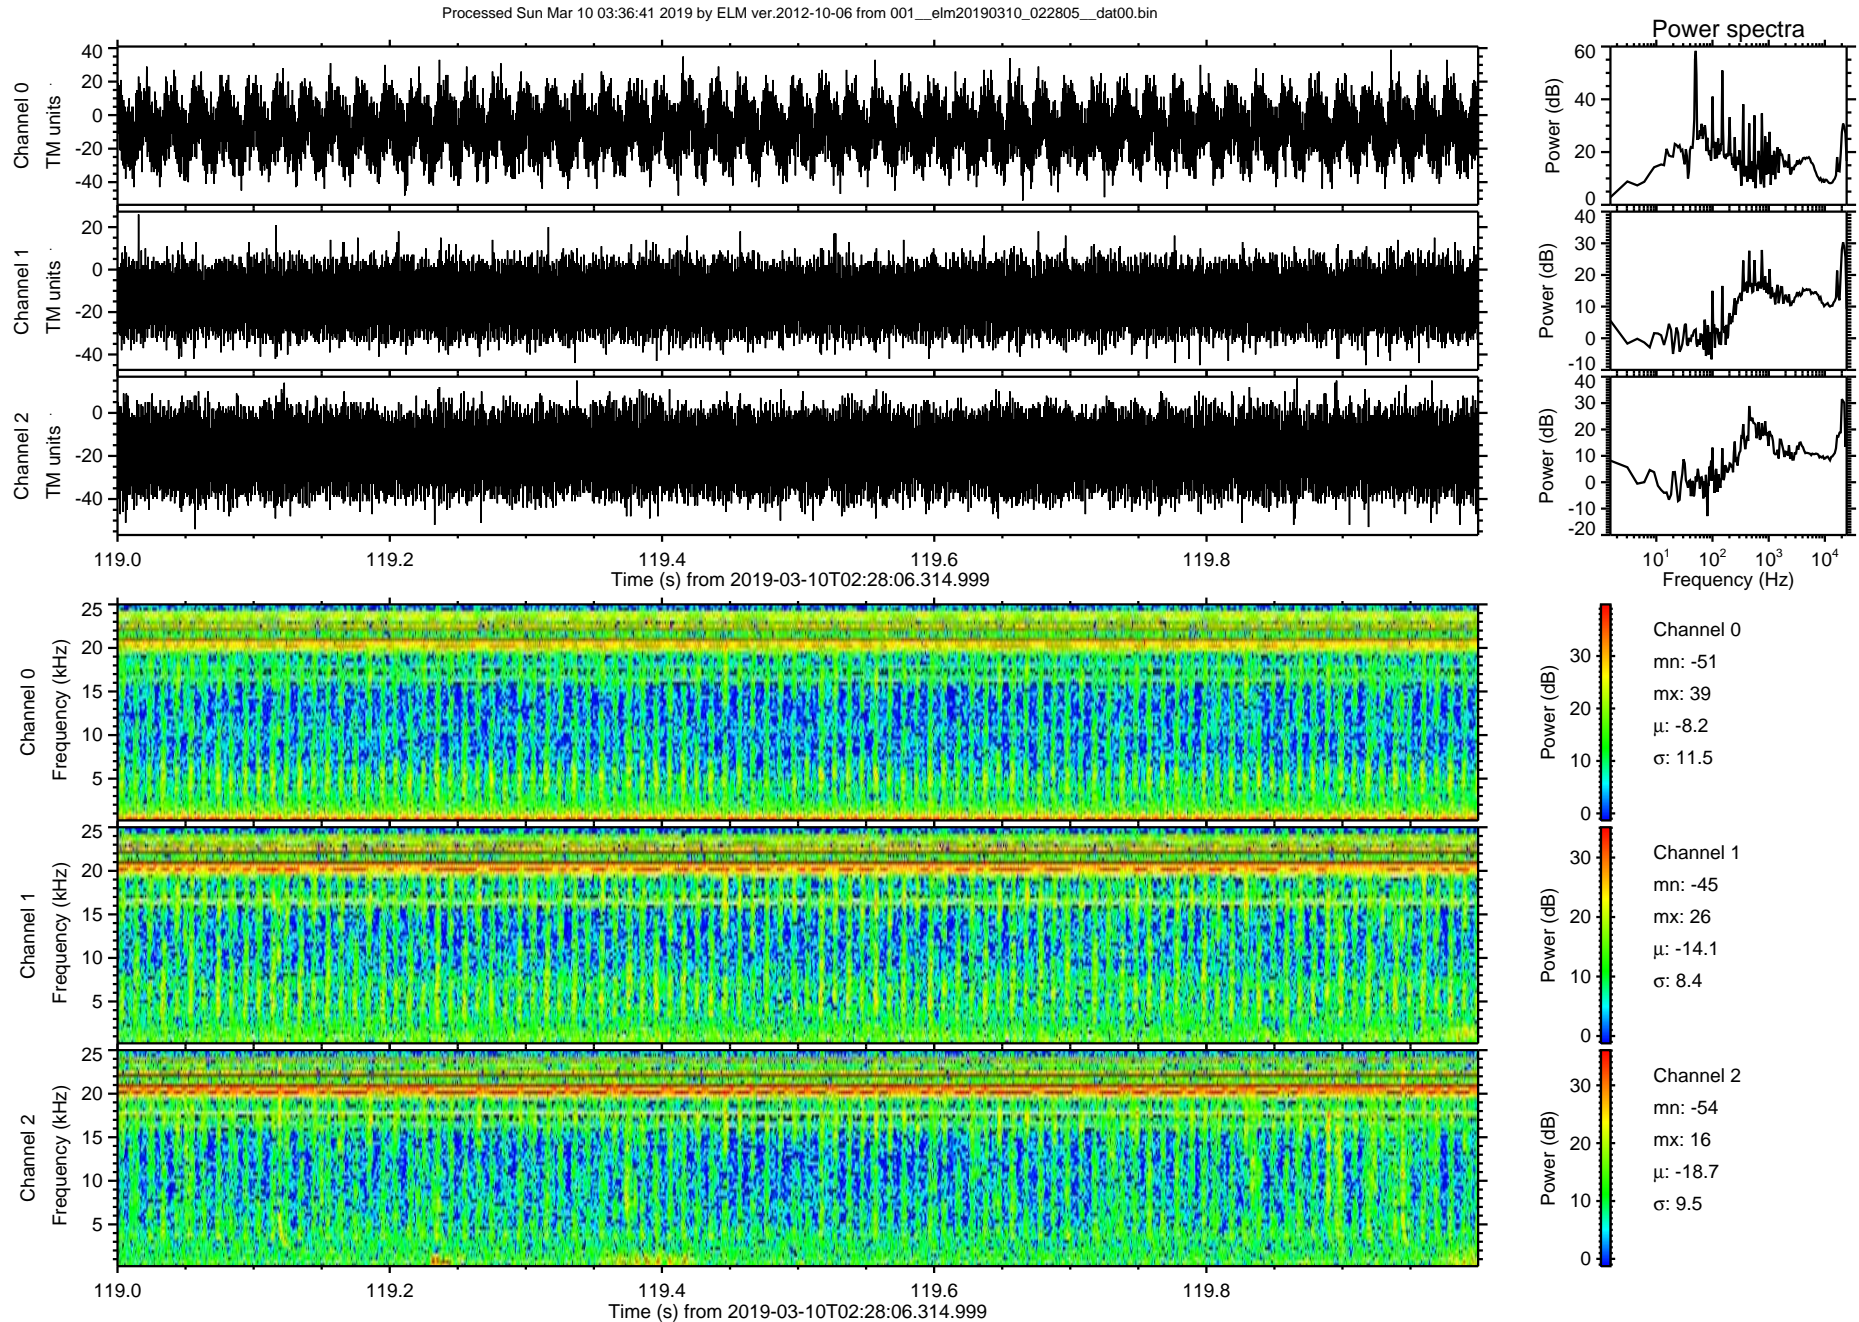 Processed Sun Mar 10 03:36:41 2019 by ELM ver.2012-10-06 from 001__elm20190310_022805__dat00.bin
Power spectra
Channel 0
TM units
40
20
0
-20
-40
Power (dB)
60
40
20
0
Channel 1
TM units
20
0
-20
-40
Power (dB)
40
30
20
10
0
-10
Channel 2
TM units
0
-20
-40
Power (dB)
40
30
20
10
0
-10
-20
119.0 119.2 119.4 119.6 119.8
Time (s) from 2019-03-10T02:28:06.314.999
10¹ 10² 10³ 10⁴
Frequency (Hz)
Channel 0
Frequency (kHz)
25
20
15
10
5
Power (dB)
30
20
10
0
Channel 0
mn: -51
mx: 39
μ: -8.2
σ: 11.5
Channel 1
Frequency (kHz)
25
20
15
10
5
Power (dB)
30
20
10
0
Channel 1
mn: -45
mx: 26
μ: -14.1
σ: 8.4
Channel 2
Frequency (kHz)
25
20
15
10
5
Power (dB)
30
20
10
0
Channel 2
mn: -54
mx: 16
μ: -18.7
σ: 9.5
119.0 119.2 119.4 119.6 119.8
Time (s) from 2019-03-10T02:28:06.314.999